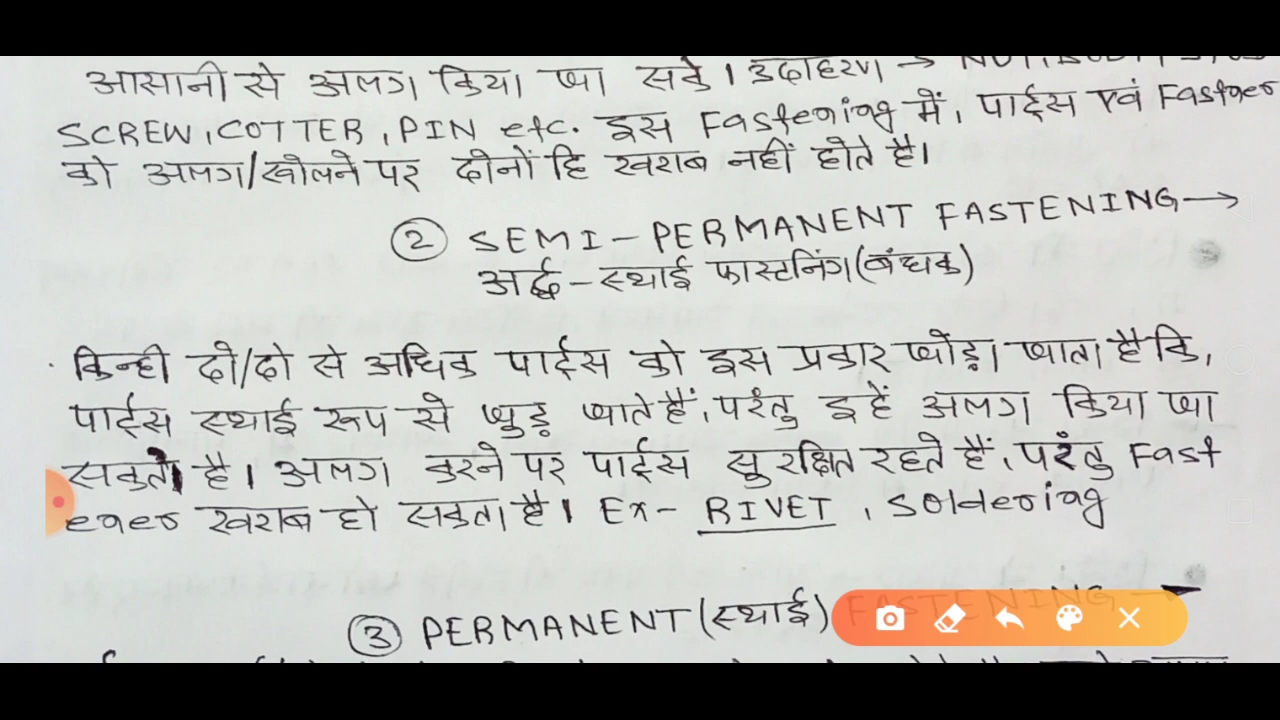 आसानी से अलग किया जा सके। उदाहरण →
SCREW, COTTER, PIN etc. इस Fastening में, पार्ट्स एवं Fastner
को अलग/खोलने पर दोनों हि खराब नहीं होते है।
② SEMI-PERMANENT FASTENING→
अर्द्ध-स्थाई फास्टनिंग(बंधक)
किन्ही दो/दो से अधिक पार्ट्स को इस प्रकार जोड़ा जाता है कि,
पार्ट्स स्थाई रूप से जुड़ जाते हैं, परंतु इन्हें अलग किया जा
सकता है। अलग करने पर पार्ट्स सुरक्षित रहते हैं, परंतु Fast
ener खराब हो सकता है। Ex- RIVET, Soldering
③ PERMANENT(स्थाई) FASTENING →